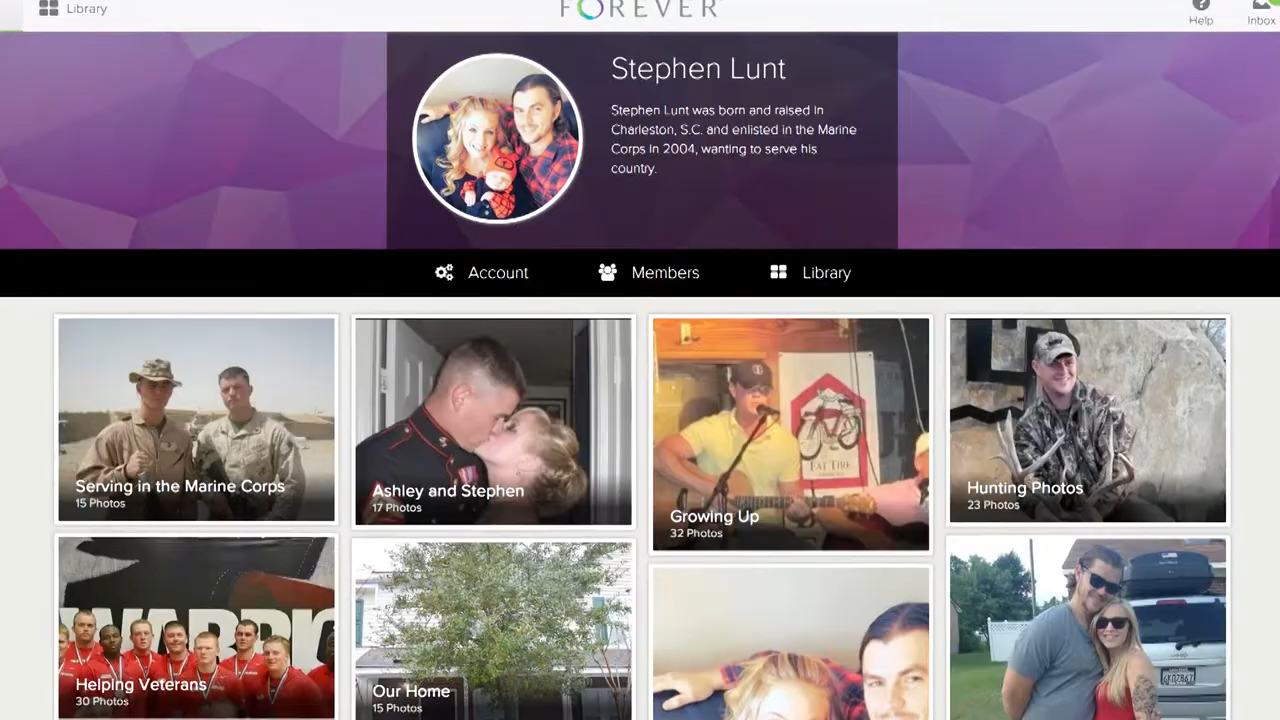 Library
FOREVER
Help
Inbox
Stephen Lunt
Stephen Lunt was born and raised in
Charleston, S.C. and enlisted in the Marine
Corps in 2004, wanting to serve his
country.
Account
Members
Library
Serving in the Marine Corps
15 Photos
Ashley and Stephen
17 Photos
Growing Up
32 Photos
FAT TIRE
Hunting Photos
23 Photos
Helping Veterans
30 Photos
Our Home
15 Photos